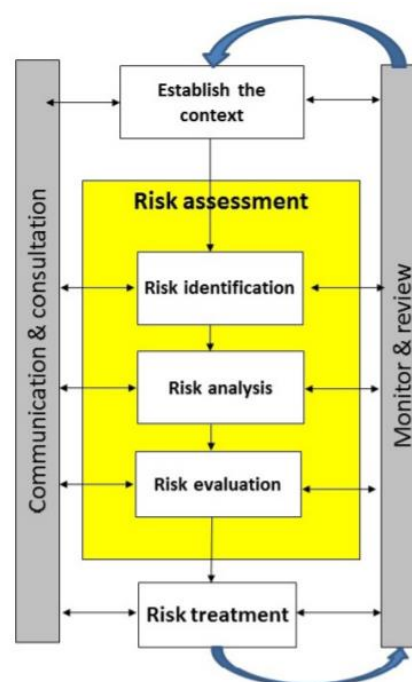 Establish the
context
Risk assessment
Risk identification
Risk analysis
Risk evaluation
Risk treatment
Communication & consultation
Monitor & review